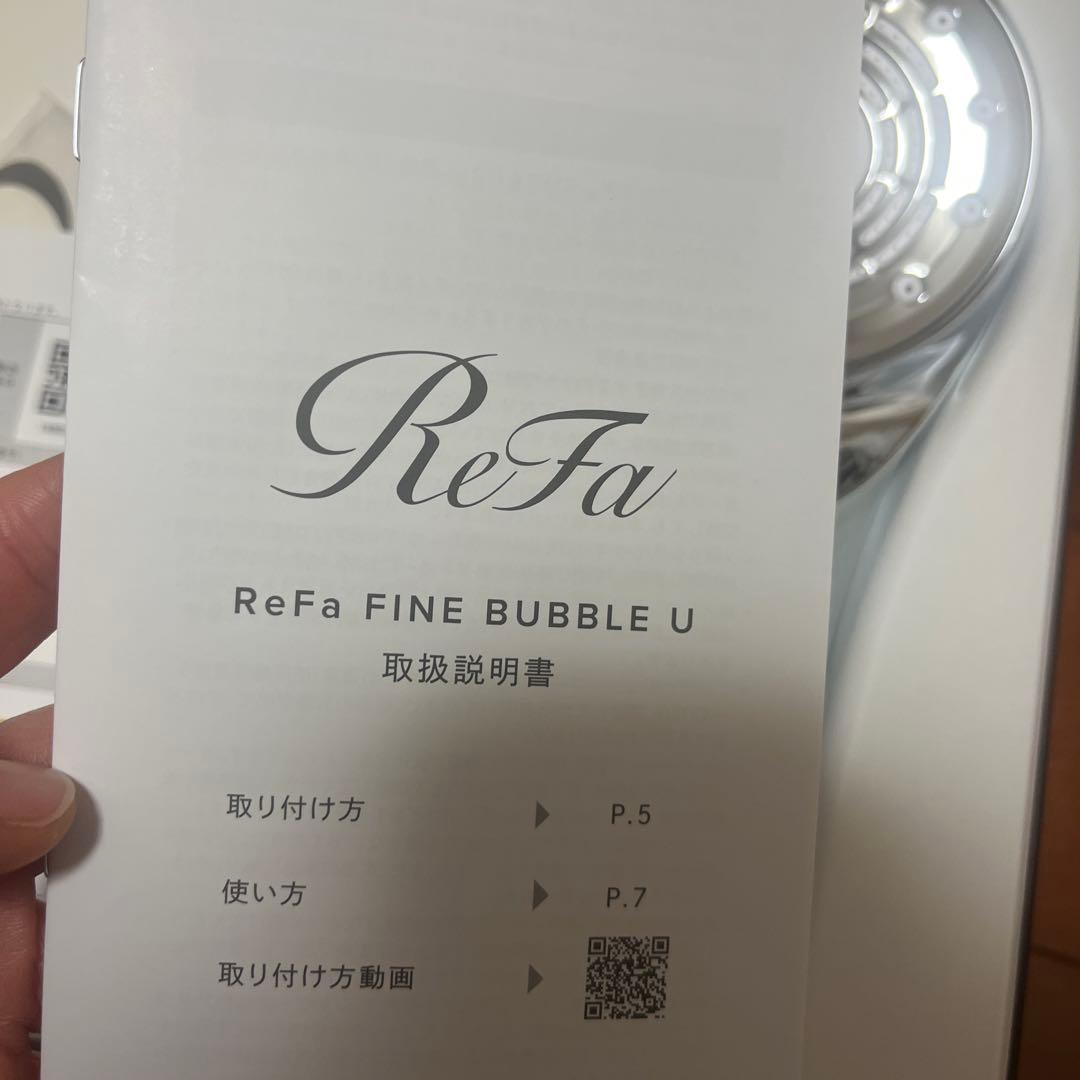 ReFa
ReFa FINE BUBBLE U
取扱説明書
取り付け方 ▶ P.5
使い方 ▶ P.7
取り付け方動画 ▶